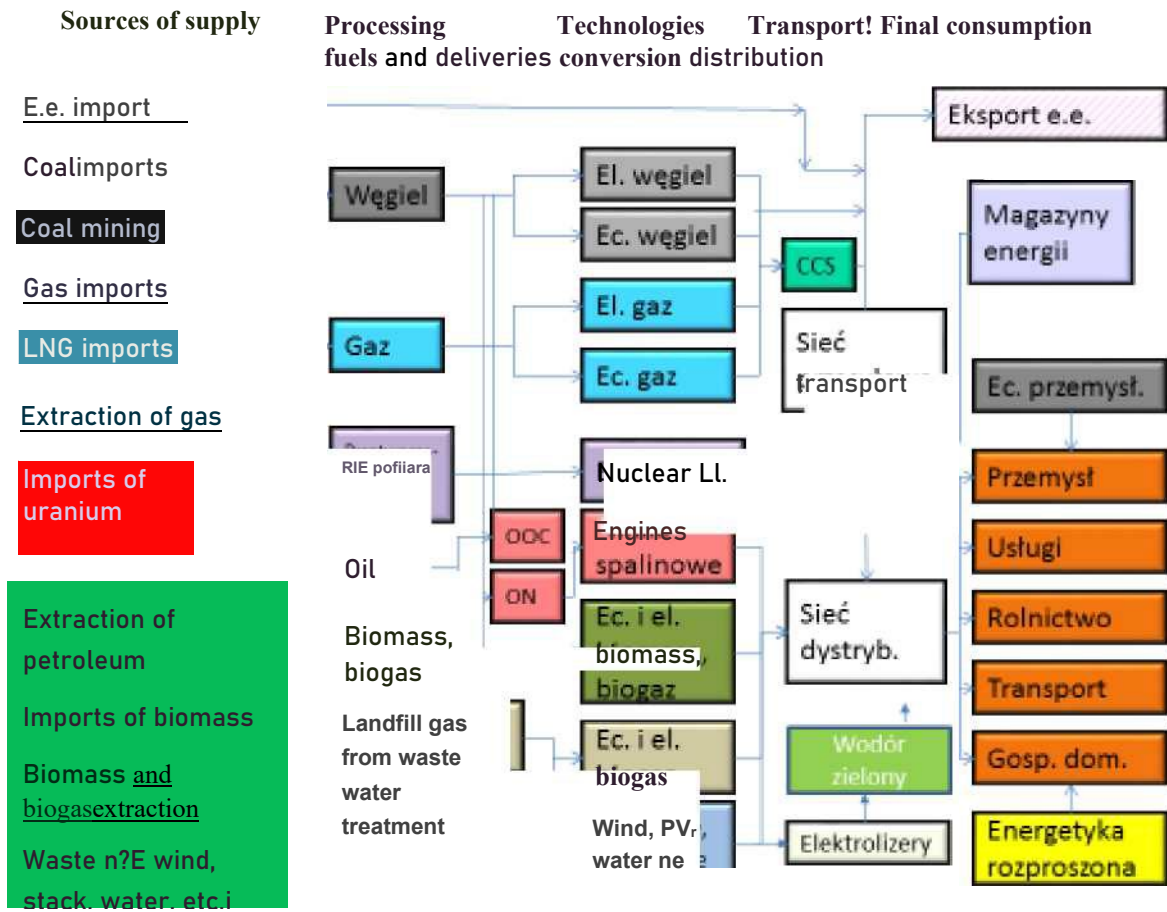 Sources of supply
Processing Technologies Transport! Final consumption
fuels and deliveries conversion distribution
E.e. import
Coalimports
Coal mining
Gas imports
LNG imports
Extraction of gas
Imports of
uranium
Extraction of
petroleum
Imports of biomass
Biomass and
biogasextraction
Waste n?E wind,
stack, water, etc.i
Węgiel
Gaz
RIE pofiiara
Oil
Biomass,
biogas
Landfill gas
from waste
water
treatment
OOC
ON
El. węgiel
Ec. węgiel
El. gaz
Ec. gaz
Nuclear Ll.
Engines
spalinowe
Ec. i el.
biomass,
biogaz
Ec. i el.
biogas
Wind, PVr,
water ne
CCS
Sieć
transport
Sieć
dystryb.
Wodór
zielony
Elektrolizery
Eksport e.e.
Magazyny
energii
Ec. przemysł.
Przemysł
Usługi
Rolnictwo
Transport
Gosp. dom.
Energetyka
rozproszona